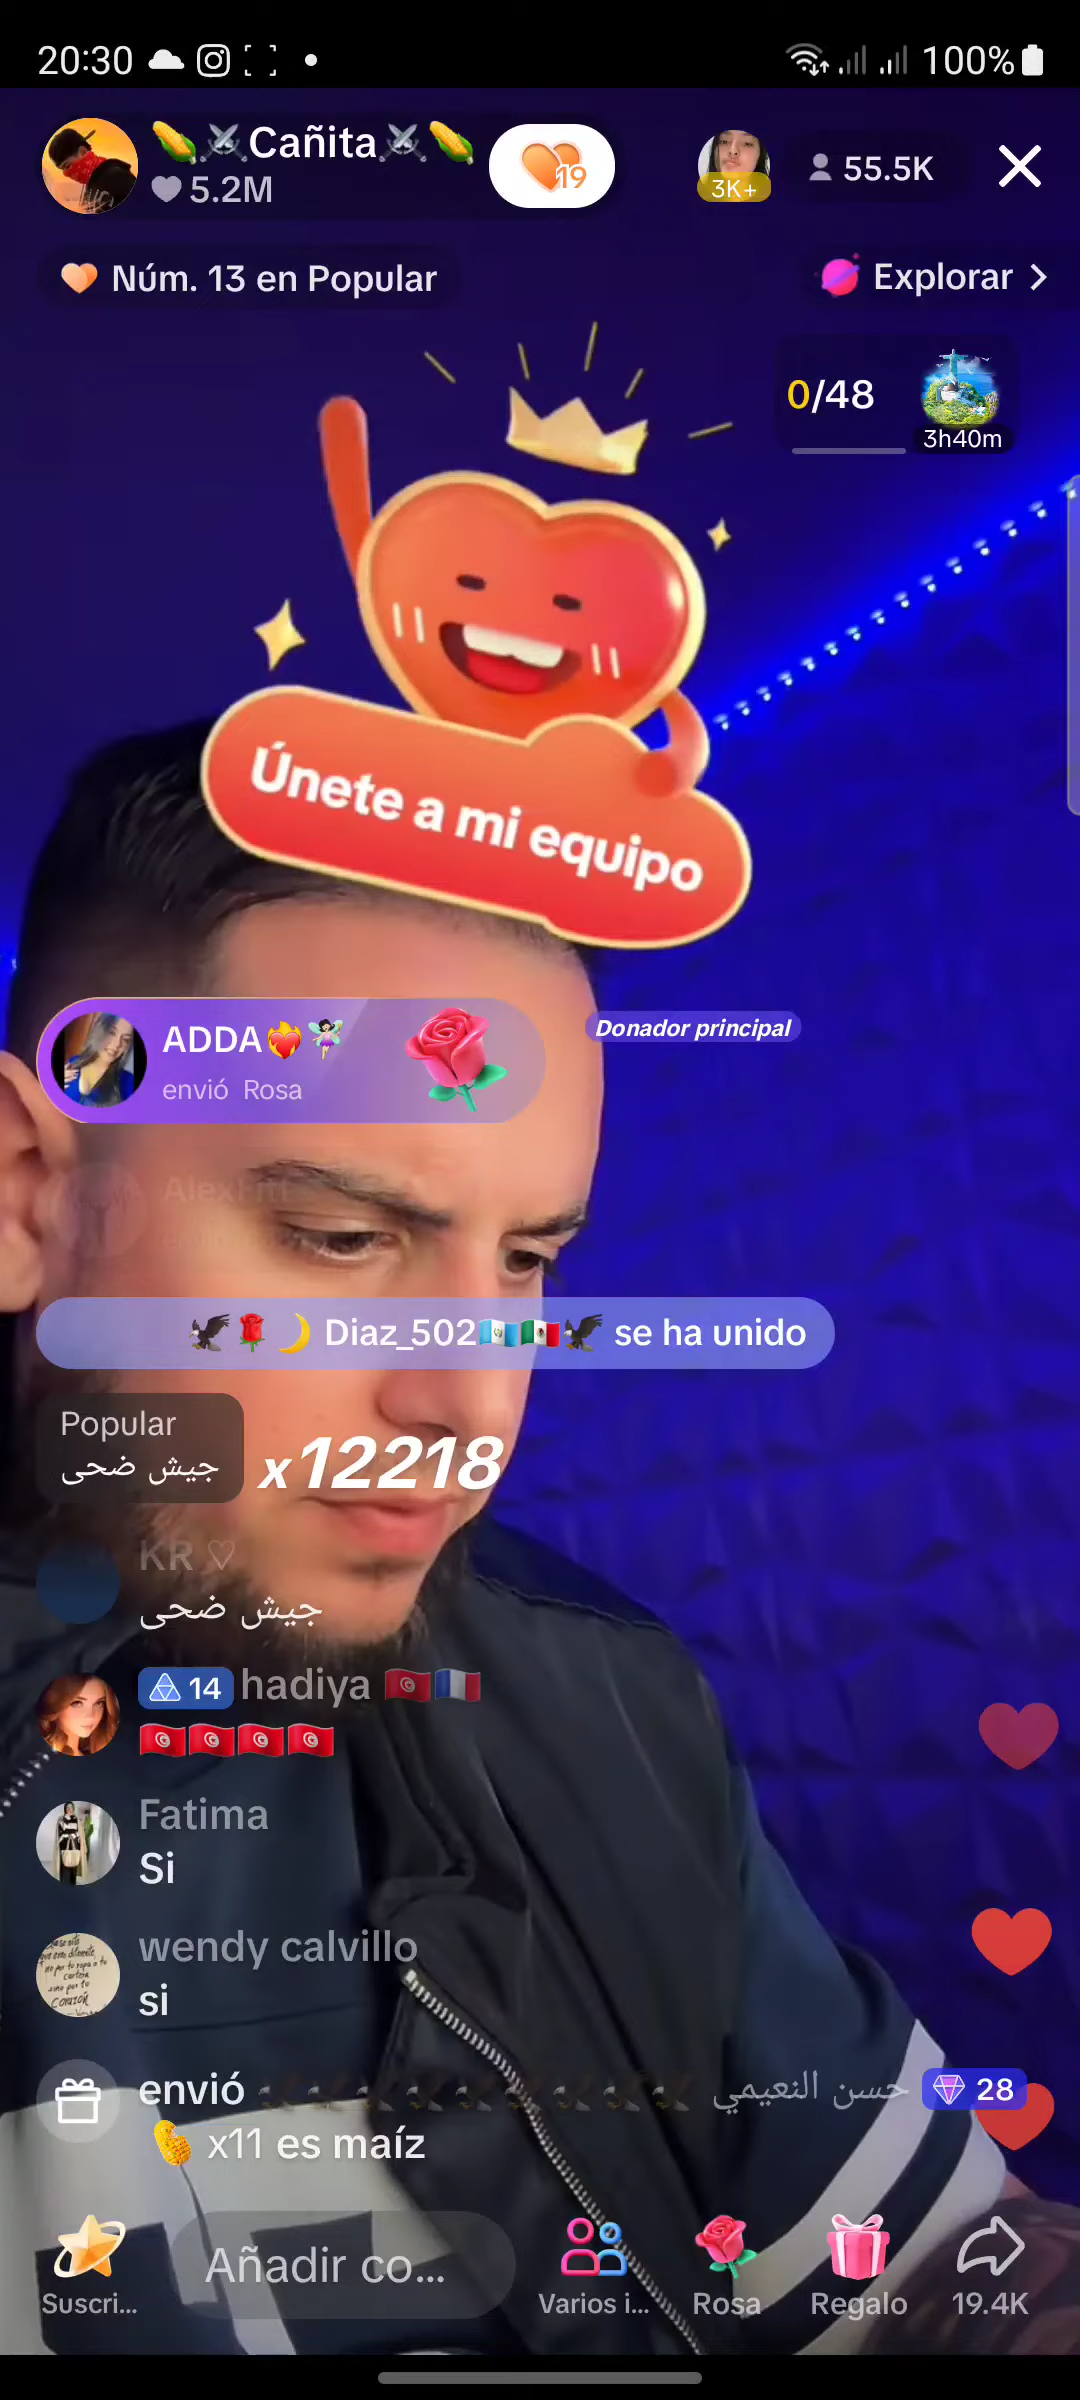 20:30
100%
🌽⚔️Cañita⚔️🌽
5.2M
19
3K+
55.5K
Núm. 13 en Popular
Explorar
0/48
3h40m
Únete a mi equipo
ADDA❤️‍🔥🧚🏻‍♀️
envió Rosa
Donador principal
🦅🌹🌙 Diaz_502🇬🇹🇲🇽🦅 se ha unido
Popular
جيش ضحى
x12218
KR ♡
جيش ضحى
14 hadiya 🇹🇳🇫🇷
🇹🇳🇹🇳🇹🇳🇹🇳
Fatima
Si
wendy calvillo
si
envió حسن النعيمي 28
x11 es maíz
Añadir co...
Suscri...
Varios i...
Rosa
Regalo
19.4K